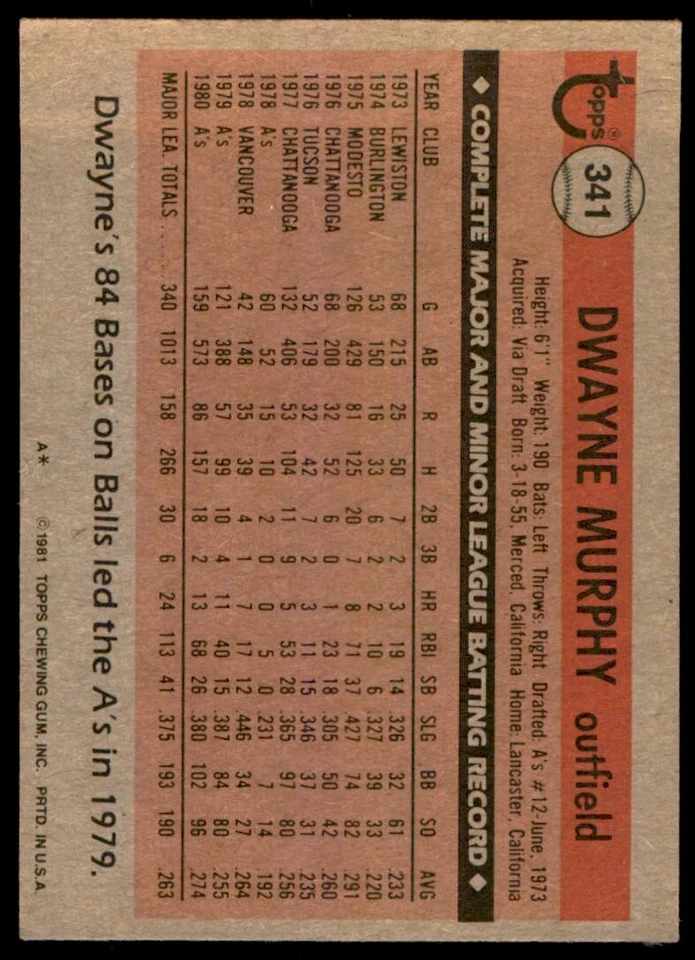 Topps® 341 DWAYNE MURPHY outfield
Height: 6'1" Weight: 190 Bats: Left Throws: Right Drafted: A's #12-June, 1973
Acquired: Via Draft Born: 3-18-55, Merced, California Home: Lancaster, California
◆ COMPLETE MAJOR AND MINOR LEAGUE BATTING RECORD ◆
YEAR CLUB G AB R H 2B 3B HR RBI SB SLG BB SO AVG
1973 LEWISTON 68 215 25 50 7 2 3 19 14 .326 32 61 .233
1974 BURLINGTON 53 150 16 33 6 2 2 10 6 .327 39 33 .220
1975 MODESTO 126 429 81 125 20 7 8 71 37 .427 74 82 .291
1976 CHATTANOOGA 68 200 32 52 6 0 1 23 18 .305 50 42 .260
1976 TUCSON 52 179 32 42 7 2 3 11 15 .346 37 31 .235
1977 CHATTANOOGA 132 406 53 104 11 9 5 53 28 .365 97 80 .256
1978 A's 60 52 15 10 2 0 0 5 0 .231 7 14 .192
1978 VANCOUVER 42 148 35 39 4 1 7 17 12 .446 34 27 .264
1979 A's 121 388 57 99 10 4 11 40 15 .387 84 80 .255
1980 A's 159 573 86 157 18 2 13 68 26 .380 102 96 .274
MAJOR LEA. TOTALS ...... 340 1013 158 266 30 6 24 113 41 .375 193 190 .263
Dwayne's 84 Bases on Balls led the A's in 1979.
A* ©1981 TOPPS CHEWING GUM, INC. PRTD. IN U.S.A.